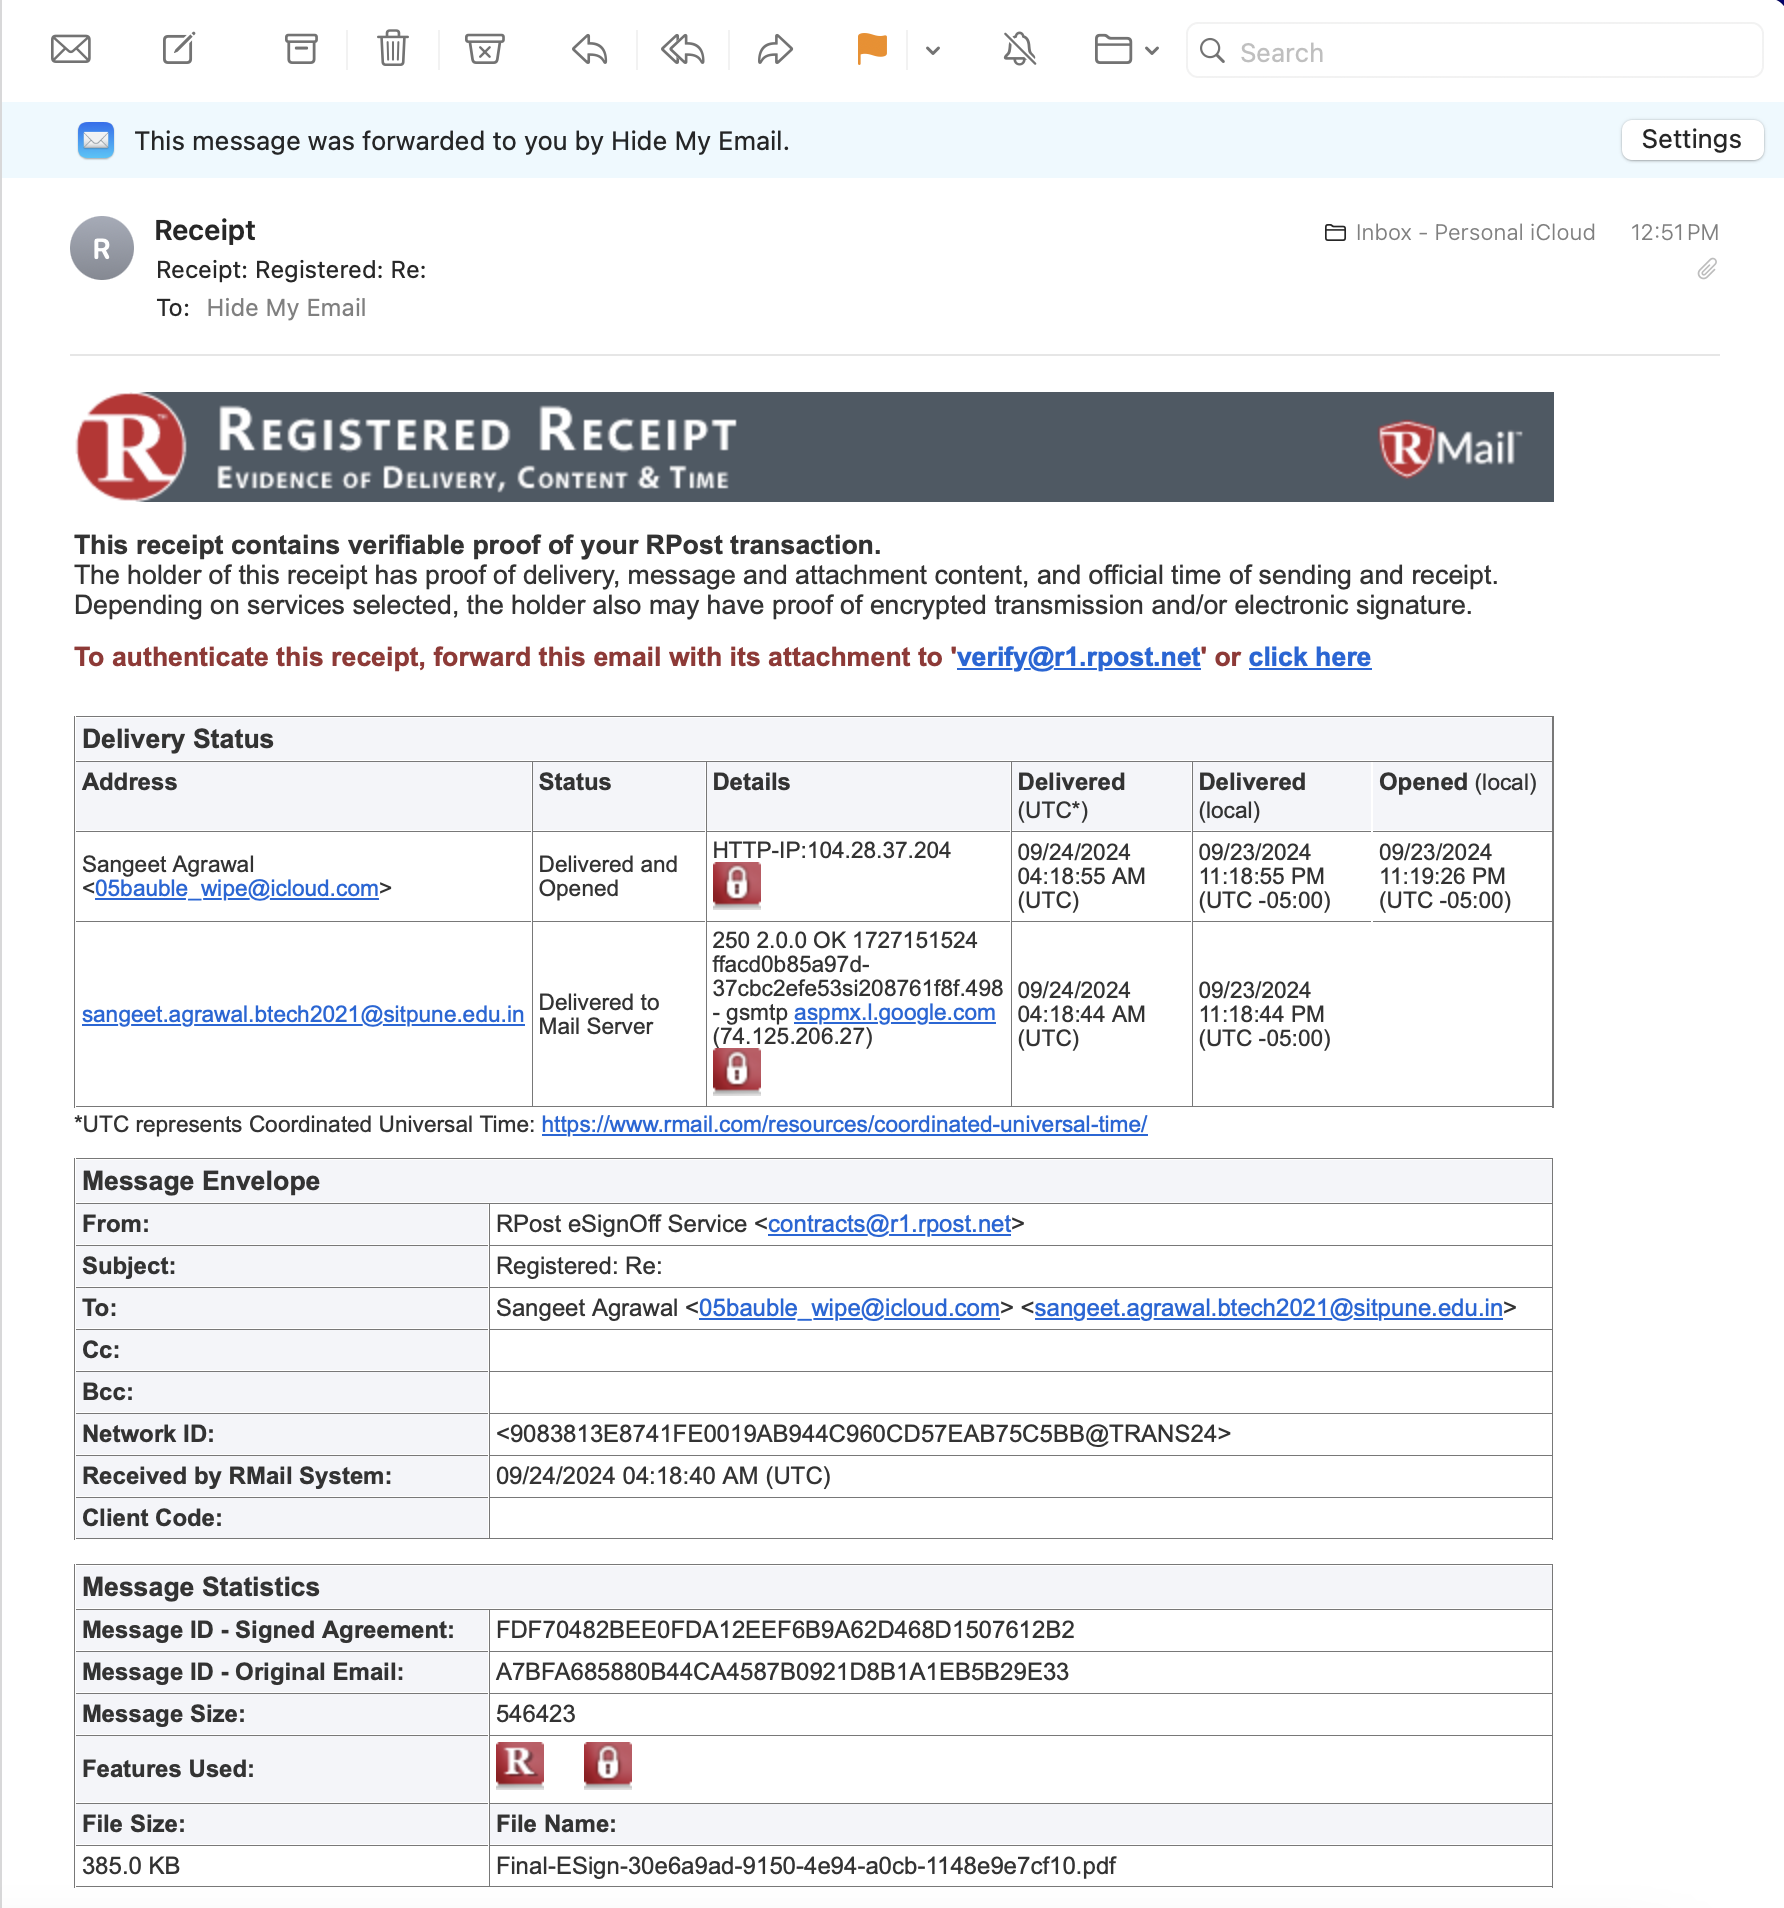 Search
This message was forwarded to you by Hide My Email.
Settings
R
Receipt
Inbox - Personal iCloud 12:51 PM
Receipt: Registered: Re:
To: Hide My Email
R™ REGISTERED RECEIPT
EVIDENCE OF DELIVERY, CONTENT & TIME
RMail™
This receipt contains verifiable proof of your RPost transaction.
The holder of this receipt has proof of delivery, message and attachment content, and official time of sending and receipt.
Depending on services selected, the holder also may have proof of encrypted transmission and/or electronic signature.
To authenticate this receipt, forward this email with its attachment to 'verify@r1.rpost.net' or click here
Delivery Status
Address Status Details Delivered (UTC*) Delivered (local) Opened (local)
Sangeet Agrawal
<05bauble_wipe@icloud.com>
Delivered and
Opened
HTTP-IP:104.28.37.204
09/24/2024
04:18:55 AM
(UTC)
09/23/2024
11:18:55 PM
(UTC -05:00)
09/23/2024
11:19:26 PM
(UTC -05:00)
sangeet.agrawal.btech2021@sitpune.edu.in
Delivered to
Mail Server
250 2.0.0 OK 1727151524
ffacd0b85a97d-
37cbc2efe53si208761f8f.498
- gsmtp aspmx.l.google.com
(74.125.206.27)
09/24/2024
04:18:44 AM
(UTC)
09/23/2024
11:18:44 PM
(UTC -05:00)
*UTC represents Coordinated Universal Time: https://www.rmail.com/resources/coordinated-universal-time/
Message Envelope
From: RPost eSignOff Service <contracts@r1.rpost.net>
Subject: Registered: Re:
To: Sangeet Agrawal <05bauble_wipe@icloud.com> <sangeet.agrawal.btech2021@sitpune.edu.in>
Cc:
Bcc:
Network ID: <9083813E8741FE0019AB944C960CD57EAB75C5BB@TRANS24>
Received by RMail System: 09/24/2024 04:18:40 AM (UTC)
Client Code:
Message Statistics
Message ID - Signed Agreement: FDF70482BEE0FDA12EEF6B9A62D468D1507612B2
Message ID - Original Email: A7BFA685880B44CA4587B0921D8B1A1EB5B29E33
Message Size: 546423
Features Used: R
File Size: File Name:
385.0 KB Final-ESign-30e6a9ad-9150-4e94-a0cb-1148e9e7cf10.pdf